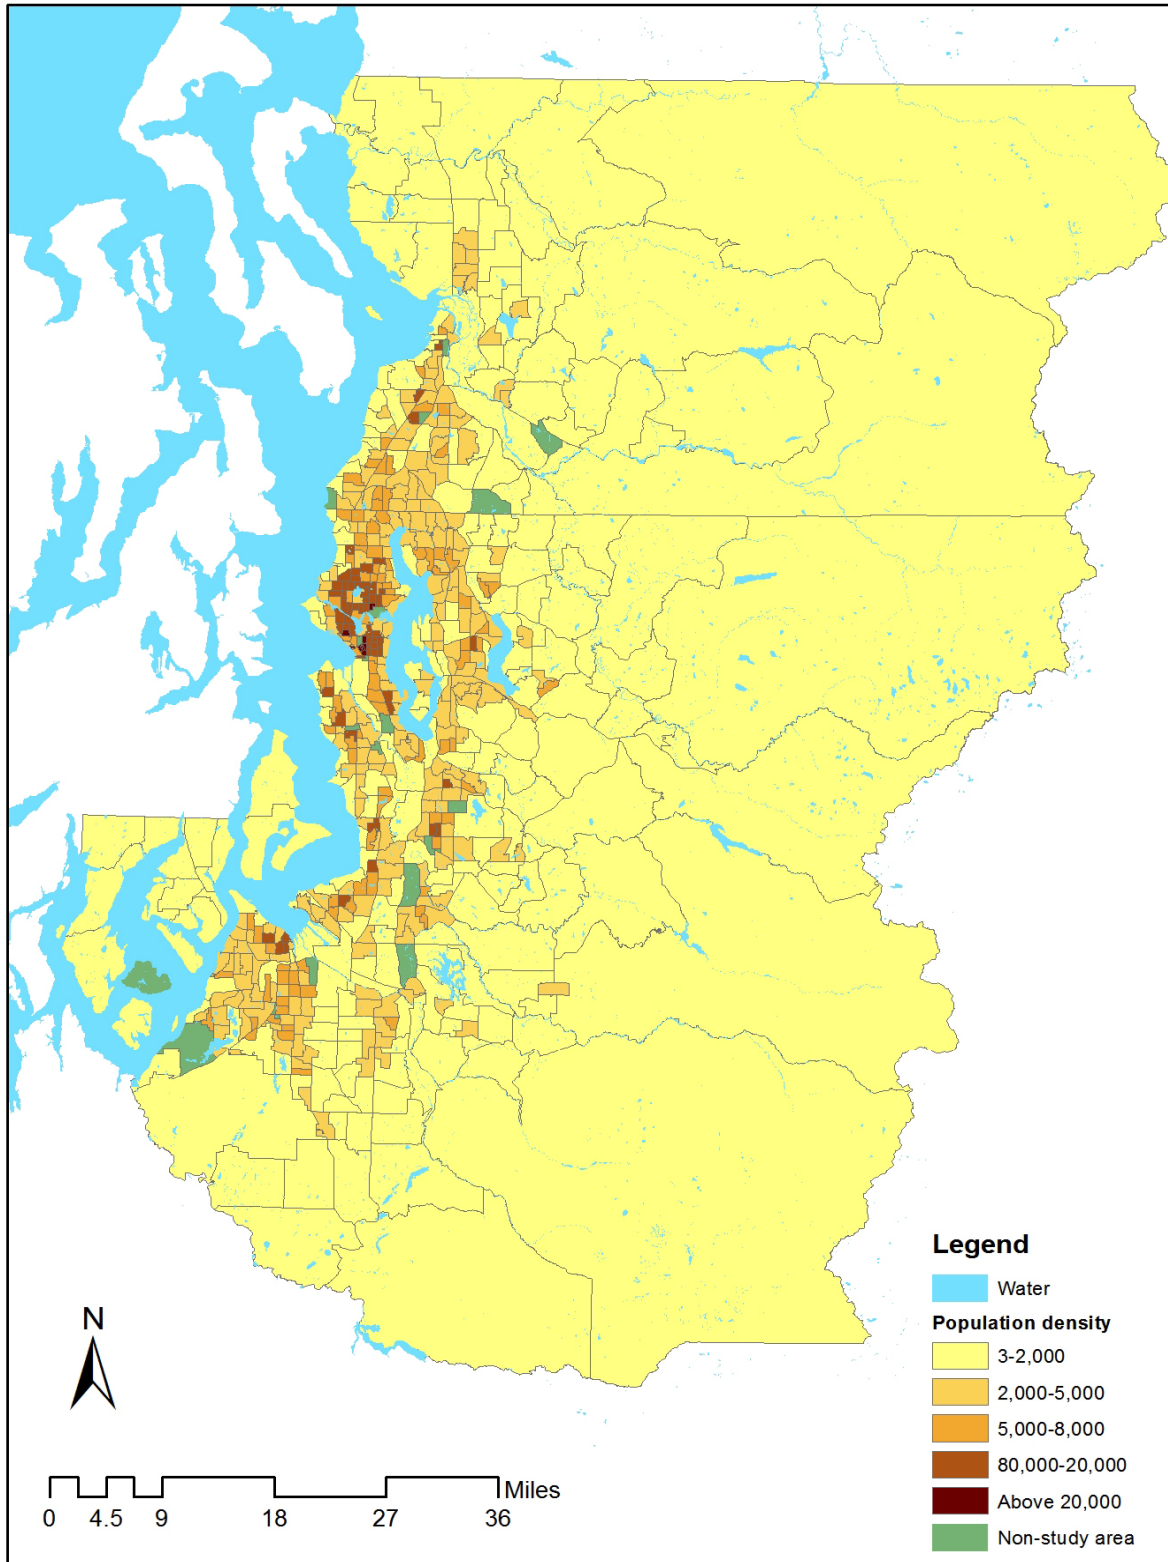 Legend
Water
Population density
3-2,000
2,000-5,000
5,000-8,000
80,000-20,000
Above 20,000
Non-study area
N
Miles
0 4.5 9 18 27 36